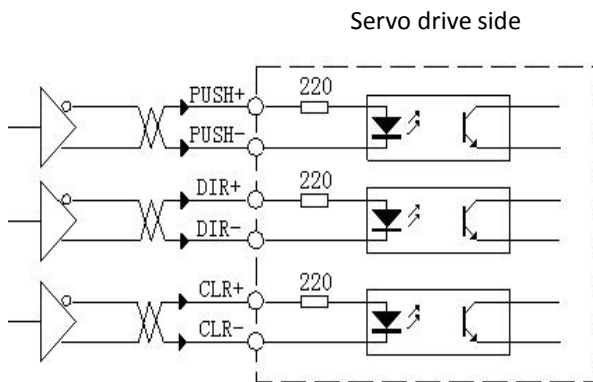 Servo drive side
PUSH+ 220
PUSH-
DIR+ 220
DIR-
CLR+ 220
CLR-